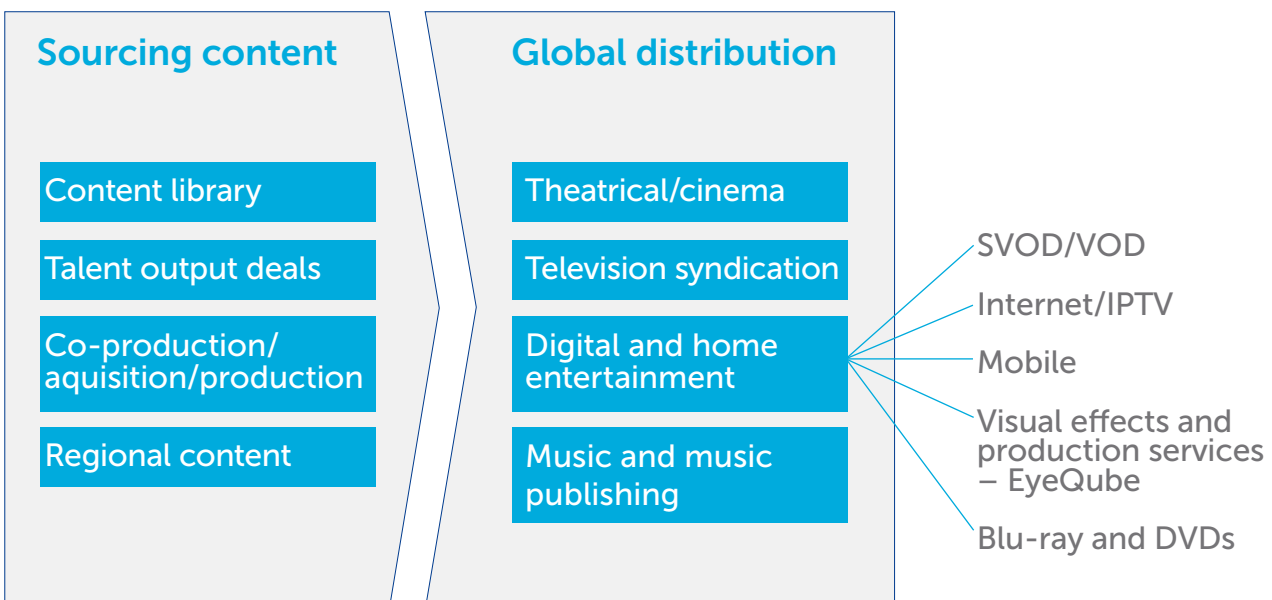 Sourcing content
Content library
Talent output deals
Co-production/
aquisition/production
Regional content
Global distribution
Theatrical/cinema
Television syndication
Digital and home
entertainment
Music and music
publishing
SVOD/VOD
Internet/IPTV
Mobile
Visual effects and
production services
– EyeQube
Blu-ray and DVDs